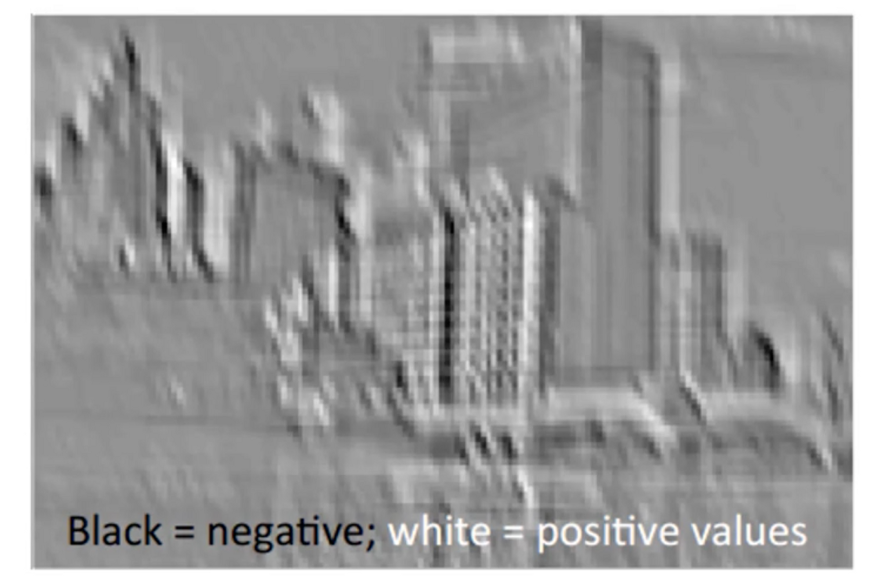 Black = negative; white = positive values